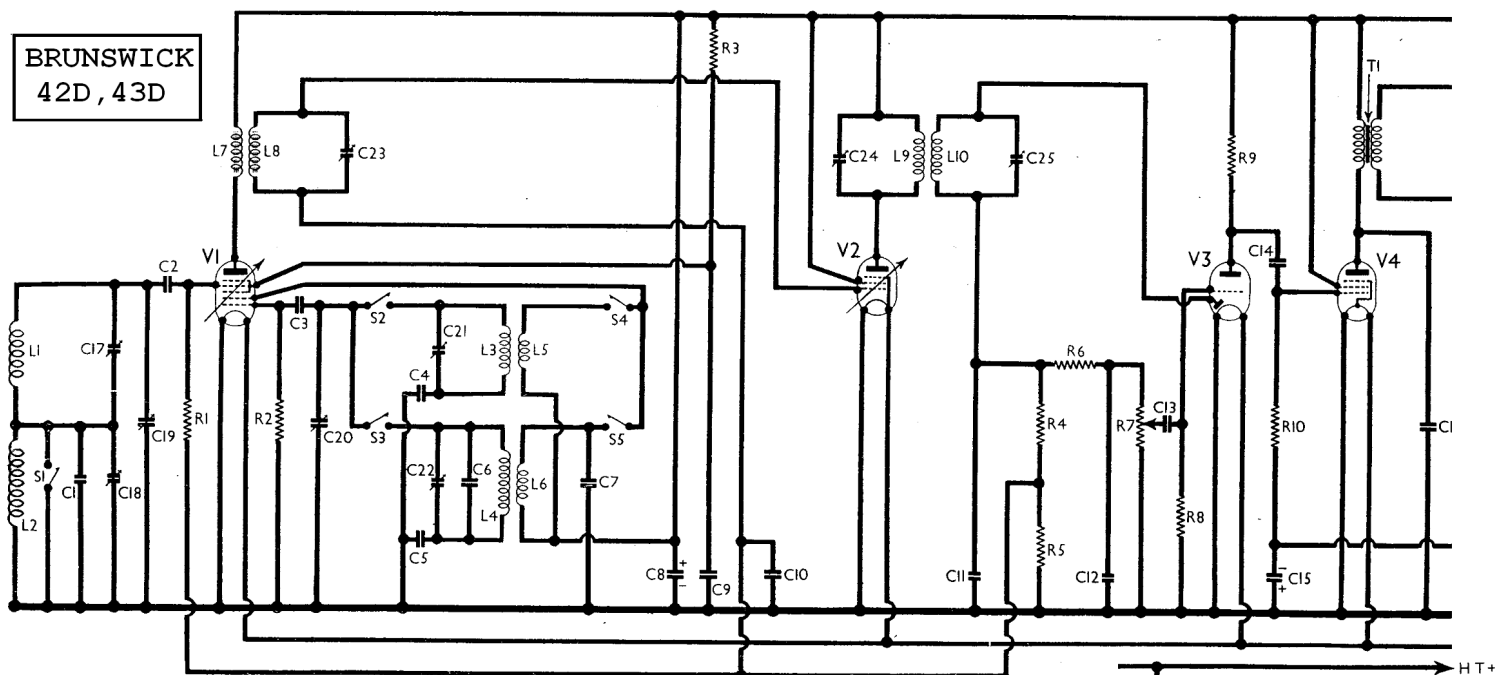 BRUNSWICK
42D,43D
R3
T1
L7
L8
C23
C24
L9
L10
C25
R9
V1
C2
V2
V3
C14
V4
C3
S2
S4
C21
L3
L5
L1
C17
C4
R6
R1
R2
C19
C20
S3
S5
R4
R7
C13
R10
C1
S1
C1
C18
C22
C6
L6
C7
L4
L2
R8
C5
R5
C8
+
-
C9
C10
C11
C12
-
C15
+
HT+